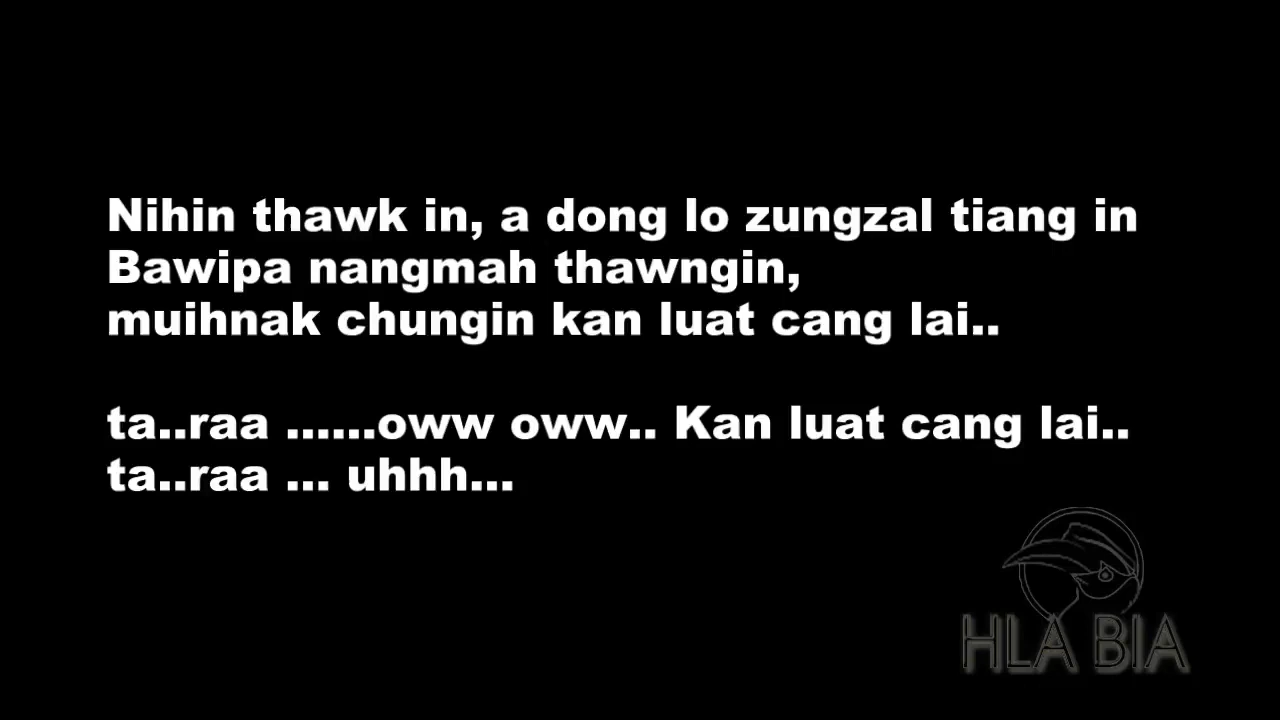 Nihin thawk in, a dong lo zungzal tiang in
Bawipa nangmah thawngin,
muihnak chungin kan luat cang lai..
ta..raa ......oww oww.. Kan luat cang lai..
ta..raa ... uhhh...
HLA BIA